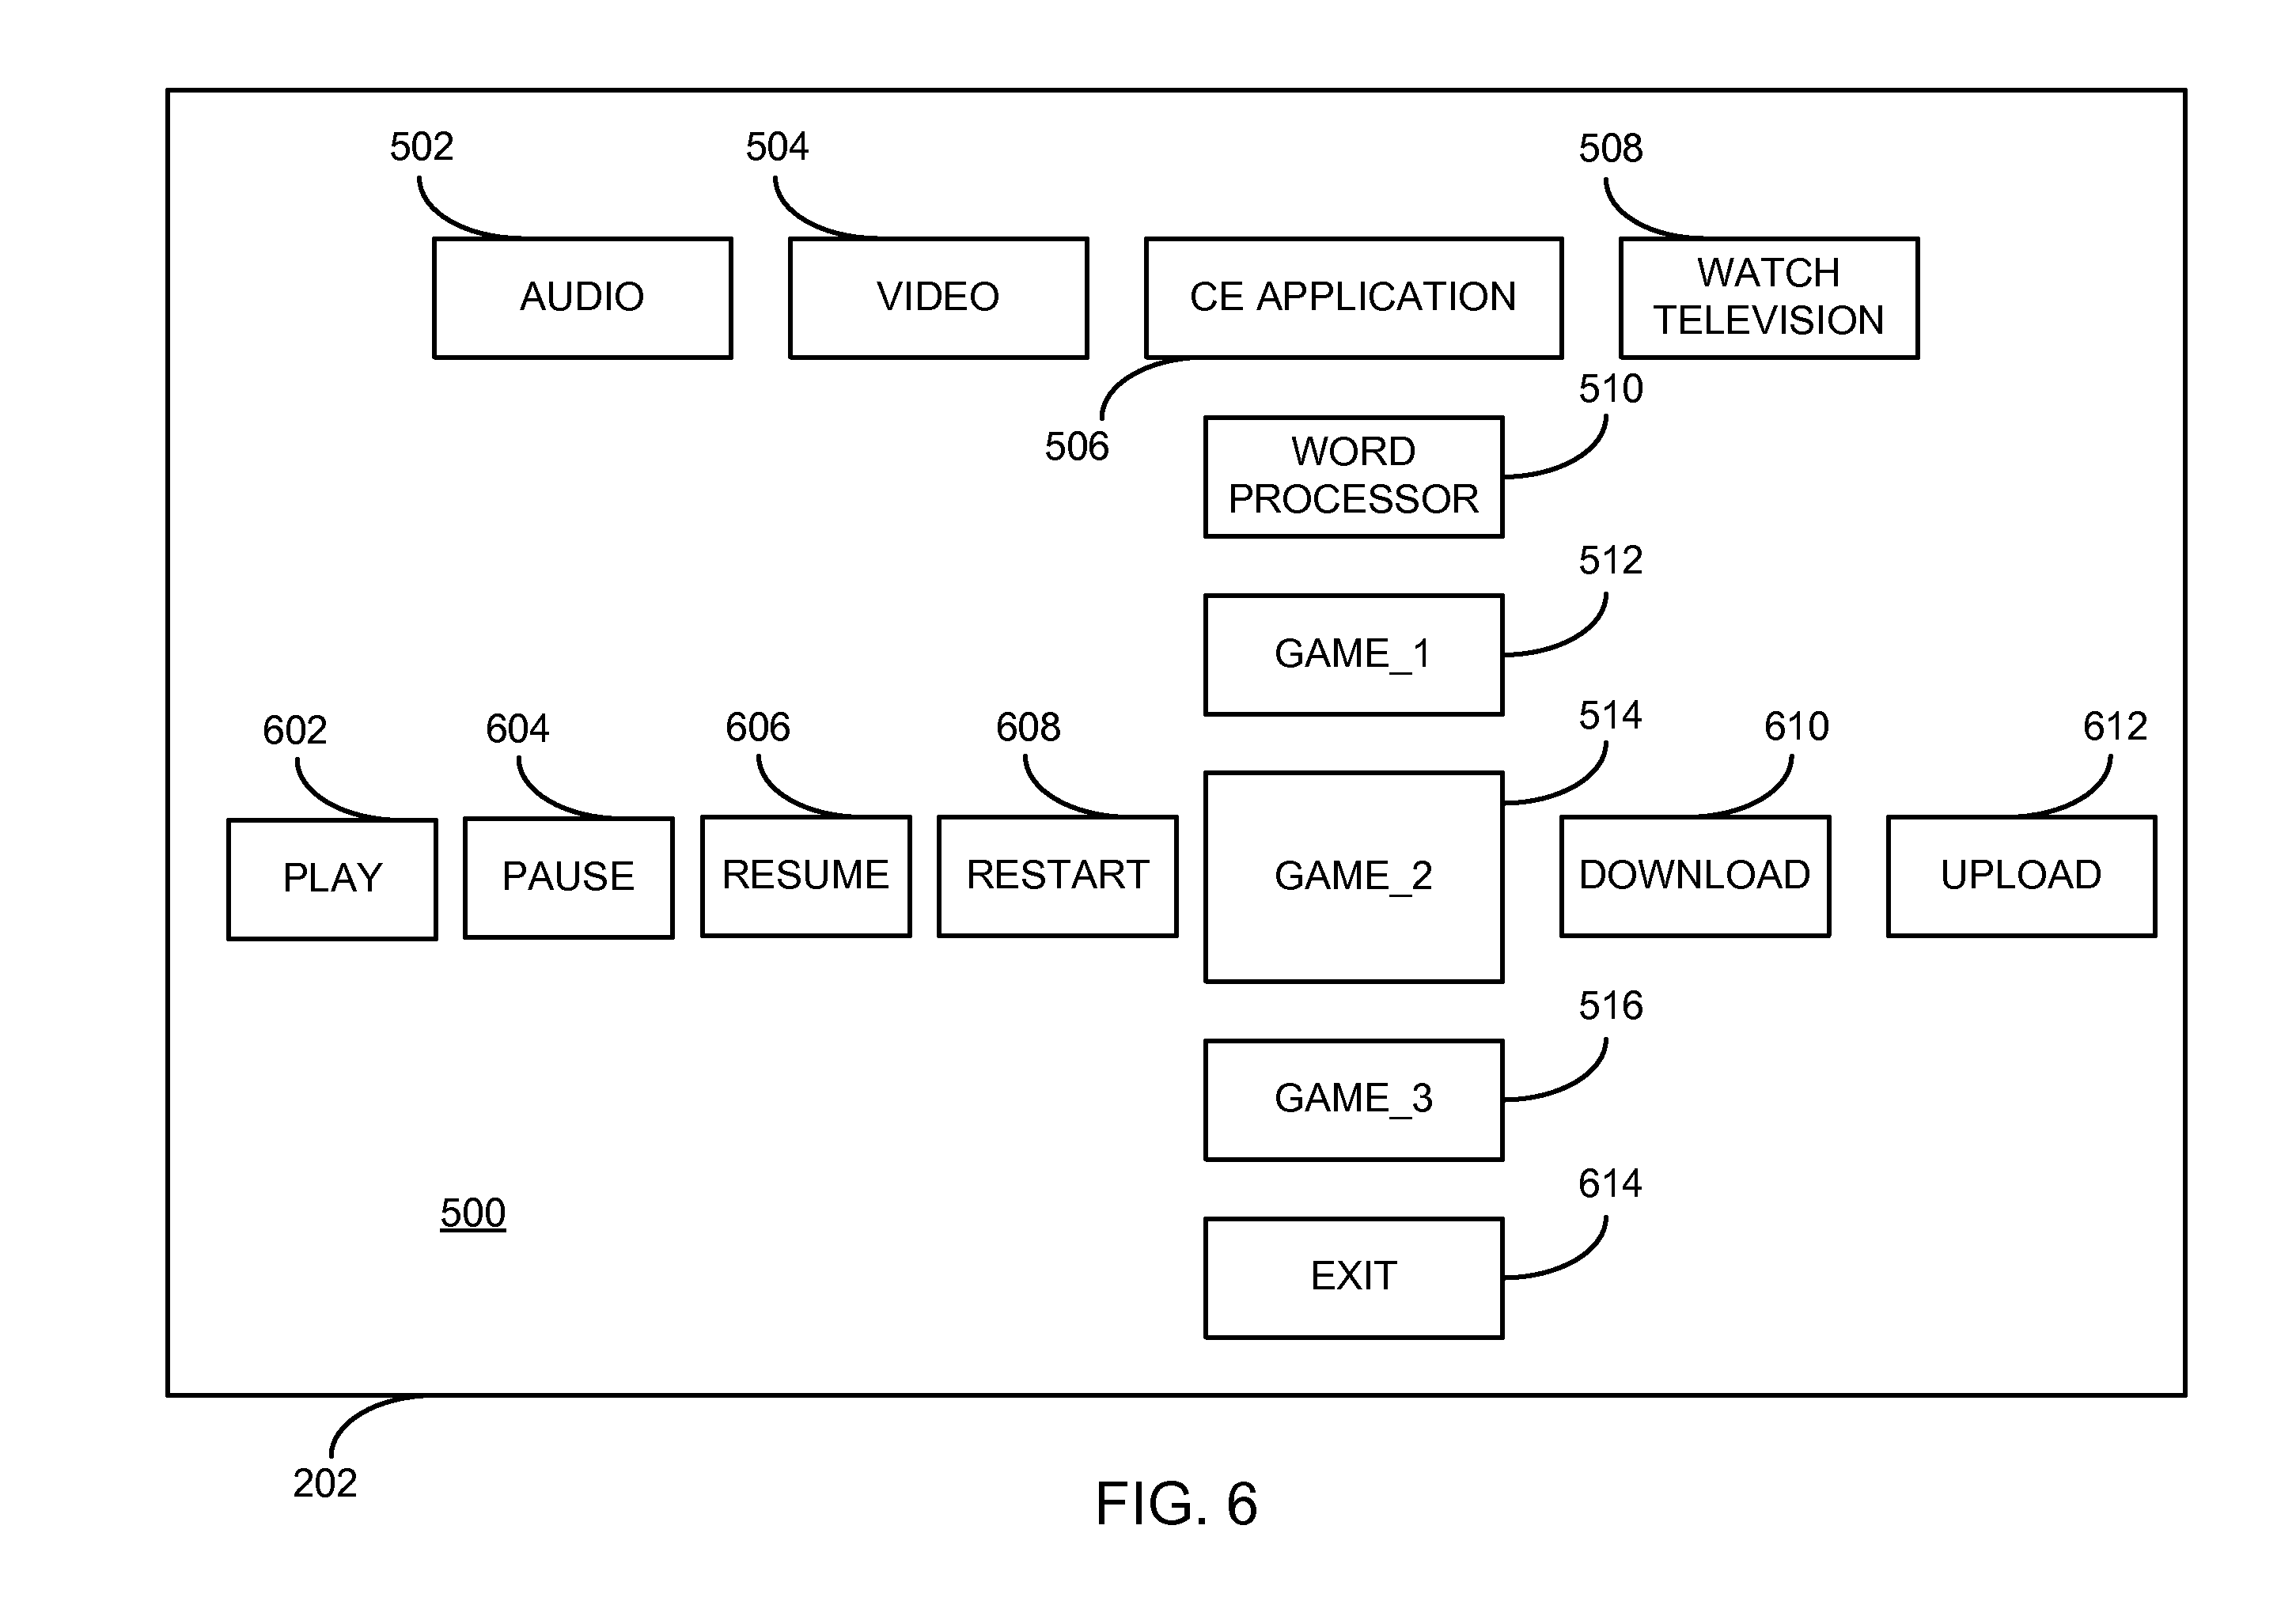 502
504
508
AUDIO
VIDEO
CE APPLICATION
WATCH
TELEVISION
506
510
WORD
PROCESSOR
512
GAME_1
602
604
606
608
514
610
612
PLAY
PAUSE
RESUME
RESTART
GAME_2
DOWNLOAD
UPLOAD
516
GAME_3
500
614
EXIT
202
FIG. 6